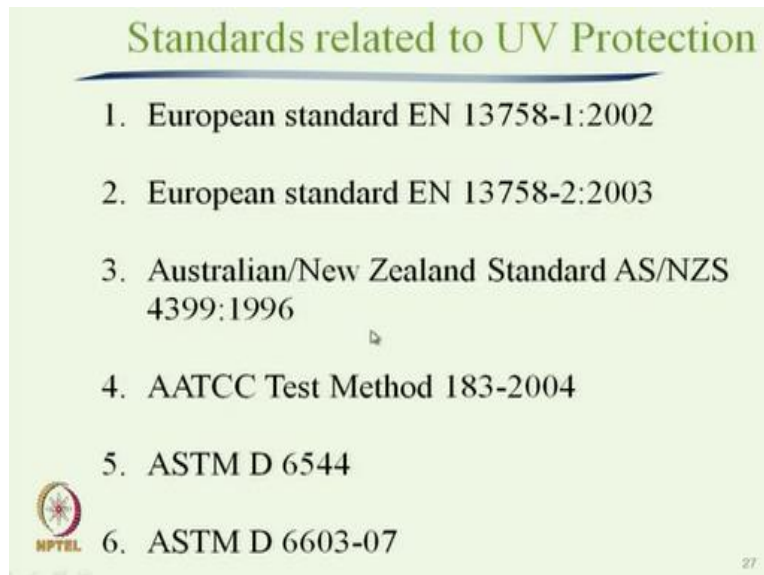 Standards related to UV Protection
1. European standard EN 13758-1:2002
2. European standard EN 13758-2:2003
3. Australian/New Zealand Standard AS/NZS
4399:1996
4. AATCC Test Method 183-2004
5. ASTM D 6544
6. ASTM D 6603-07
NPTEL
27